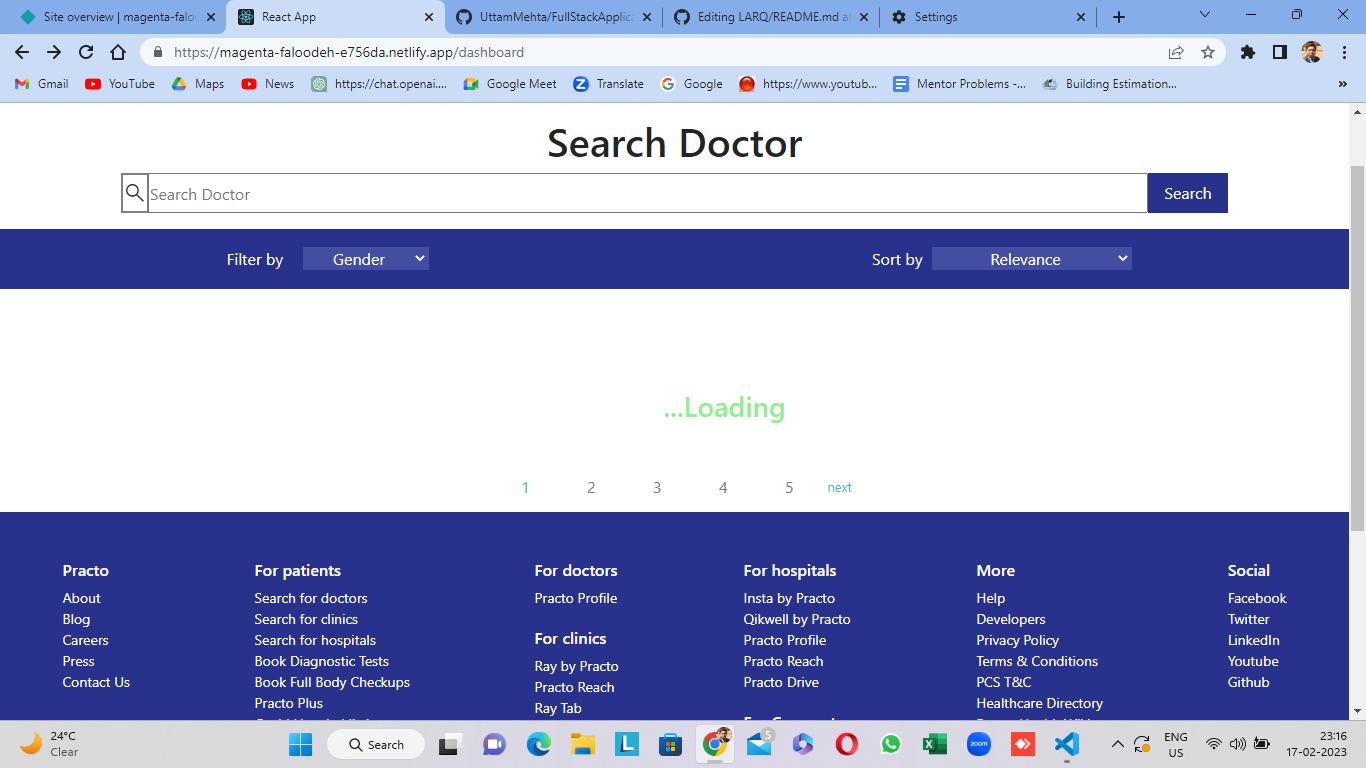 Site overview | magenta-faloo
React App
UttamMehta/FullStackApplic
Editing LARQ/README.md a
Settings
https://magenta-faloodeh-e756da.netlify.app/dashboard
Gmail
YouTube
Maps
News
https://chat.openai....
Google Meet
Translate
Google
https://www.youtub...
Mentor Problems -...
Building Estimation...
»
Search Doctor
Search Doctor
Search
Filter by
Gender
Sort by
Relevance
...Loading
1 2 3 4 5 next
Practo
About
Blog
Careers
Press
Contact Us
For patients
Search for doctors
Search for clinics
Search for hospitals
Book Diagnostic Tests
Book Full Body Checkups
Practo Plus
For doctors
Practo Profile
For clinics
Ray by Practo
Practo Reach
Ray Tab
For hospitals
Insta by Practo
Qikwell by Practo
Practo Profile
Practo Reach
Practo Drive
More
Help
Developers
Privacy Policy
Terms & Conditions
PCS T&C
Healthcare Directory
Social
Facebook
Twitter
LinkedIn
Youtube
Github
24°C
Clear
Search
L
5
zoom
ENG
US
23:16
17-02-2023